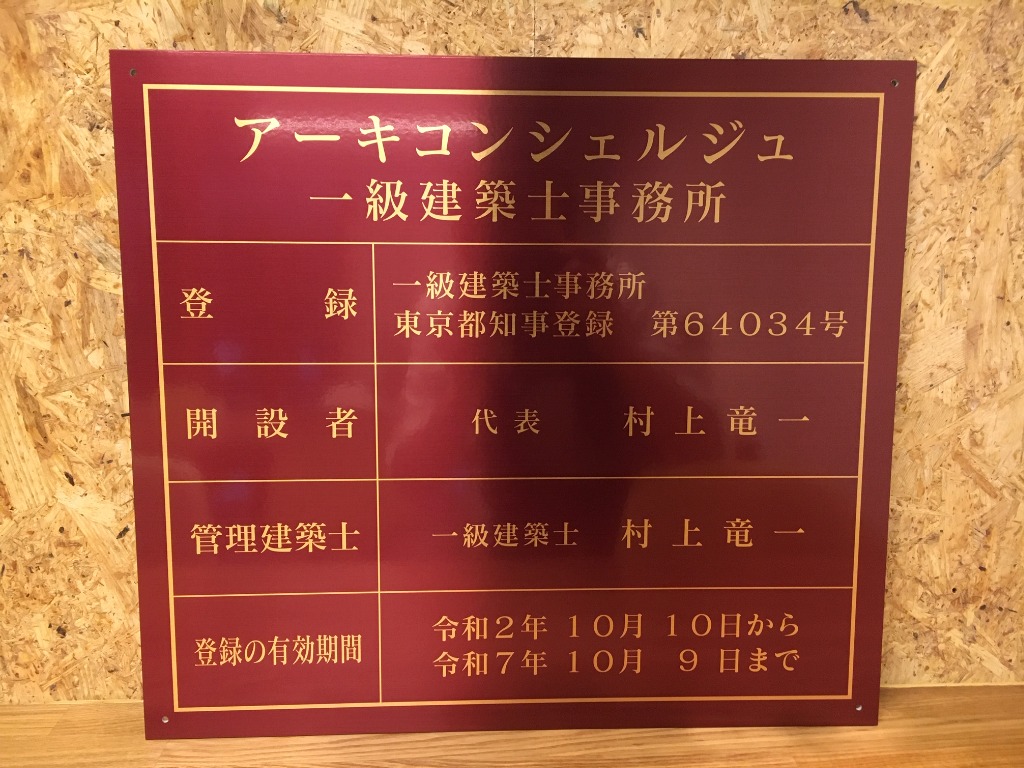 アーキコンシェルジュ
一級建築士事務所
登録 一級建築士事務所
東京都知事登録 第64034号
開設者 代表 村上竜一
管理建築士 一級建築士 村上竜一
登録の有効期間 令和2年 10月 10日から
令和7年 10月 9日まで